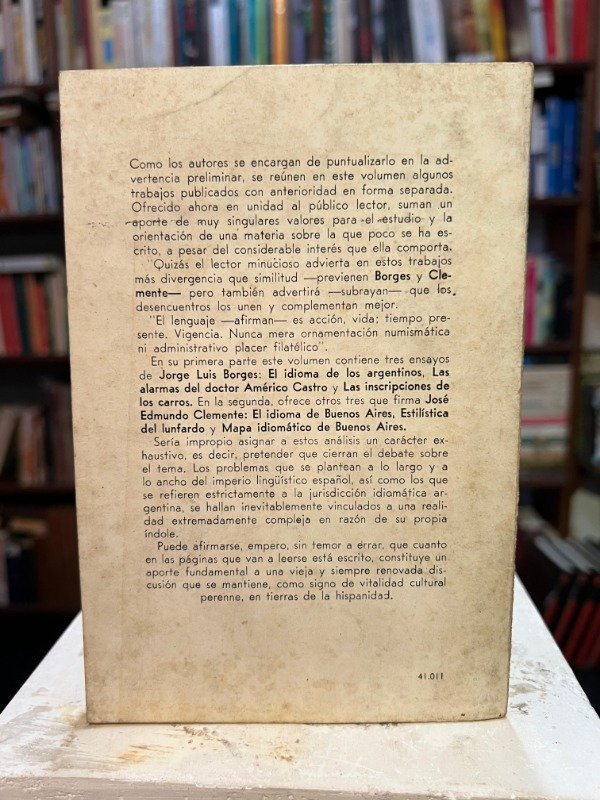 Como los autores se encargan de puntualizarlo en la ad-
vertencia preliminar, se reúnen en este volumen algunos
trabajos publicados con anterioridad en forma separada.
Ofrecido ahora en unidad al público lector, suman un
aporte de muy singulares valores para el estudio y la
orientación de una materia sobre la que poco se ha es-
crito, a pesar del considerable interés que ella comporta.
"Quizás el lector minucioso advierta en estos trabajos
más divergencia que similitud —previenen Borges y Cle-
mente— pero también advertirá —subrayan— que los
desencuentros los unen y complementan mejor.
"El lenguaje —afirman— es acción, vida; tiempo pre-
sente. Vigencia. Nunca mera ornamentación numismática
ni administrativo placer filatélico".
En su primera parte este volumen contiene tres ensayos
de Jorge Luis Borges: El idioma de los argentinos, Las
alarmas del doctor Américo Castro y Las inscripciones de
los carros. En la segunda, ofrece otros tres que firma José
Edmundo Clemente: El idioma de Buenos Aires, Estilística
del lunfardo y Mapa idiomático de Buenos Aires.
Sería impropio asignar a estos análisis un carácter ex-
haustivo, es decir, pretender que cierran el debate sobre
el tema. Los problemas que se plantean a lo largo y a
lo ancho del imperio lingüístico español, así como los que
se refieren estrictamente a la jurisdicción idiomática ar-
gentina, se hallan inevitablemente vinculados a una reali-
dad extremadamente compleja en razón de su propia
índole.
Puede afirmarse, empero, sin temor a errar, que cuanto
en las páginas que van a leerse está escrito, constituye un
aporte fundamental a una vieja y siempre renovada dis-
cusión que se mantiene, como signo de vitalidad cultural
perenne, en tierras de la hispanidad.
41.011